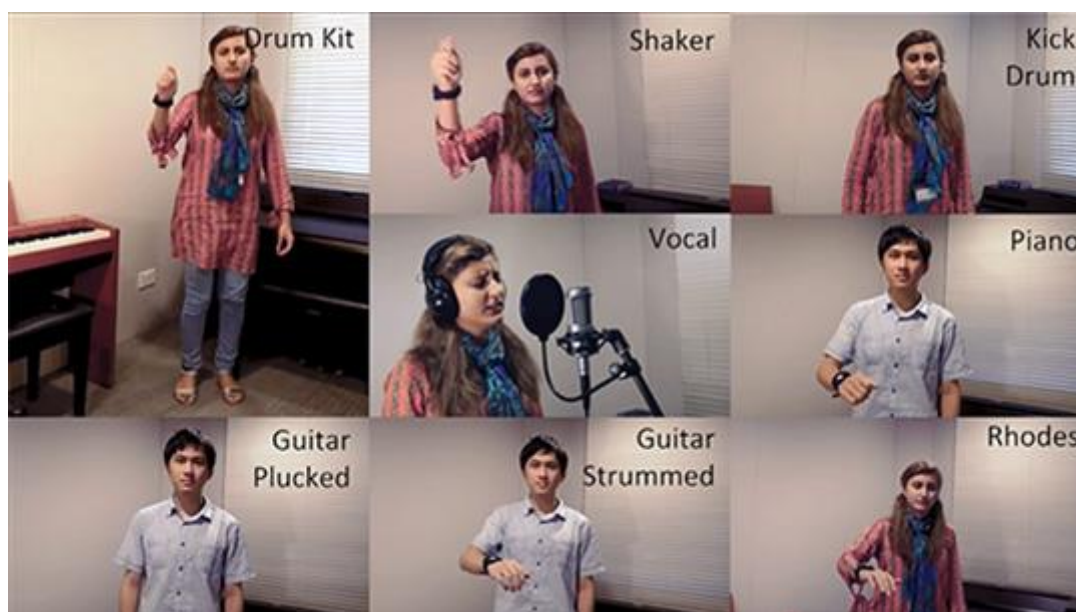 Drum Kit
Shaker
Kick
Drum
Vocal
Piano
Guitar
Plucked
Guitar
Strummed
Rhodes